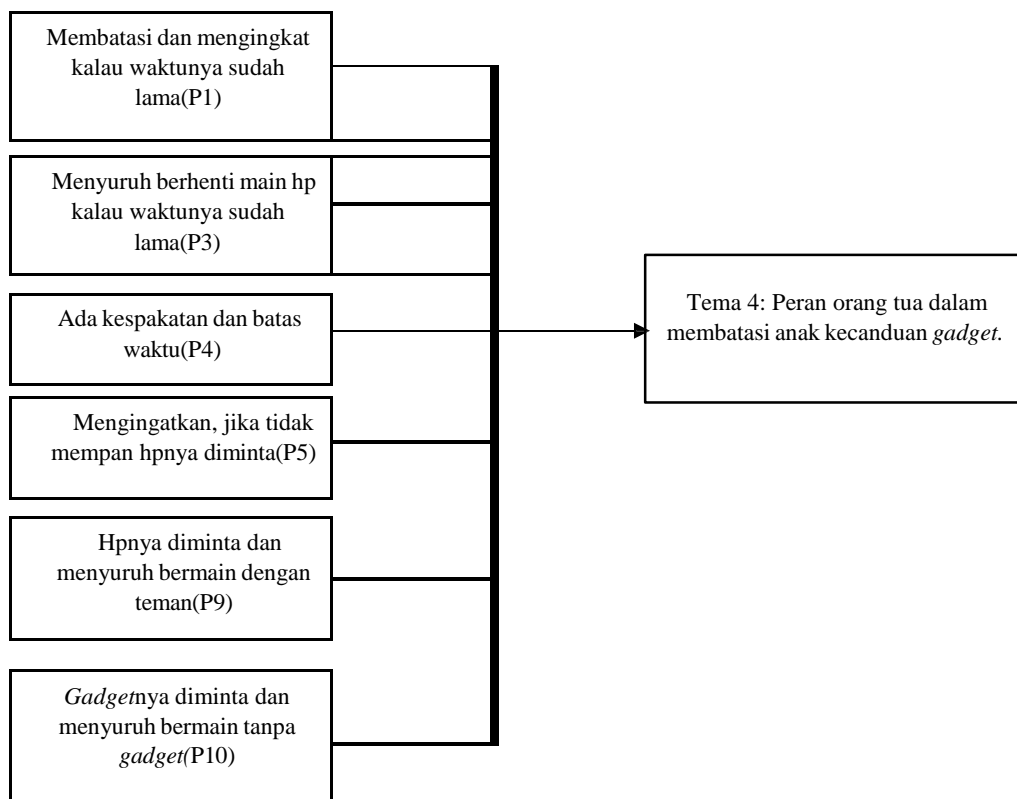 Membatasi dan mengingkat
kalau waktunya sudah
lama(P1)
Menyuruh berhenti main hp
kalau waktunya sudah
lama(P3)
Ada kespakatan dan batas
waktu(P4)
Mengingatkan, jika tidak
mempan hpnya diminta(P5)
Hpnya diminta dan
menyuruh bermain dengan
teman(P9)
Gadgetnya diminta dan
menyuruh bermain tanpa
gadget(P10)
Tema 4: Peran orang tua dalam
membatasi anak kecanduan gadget.